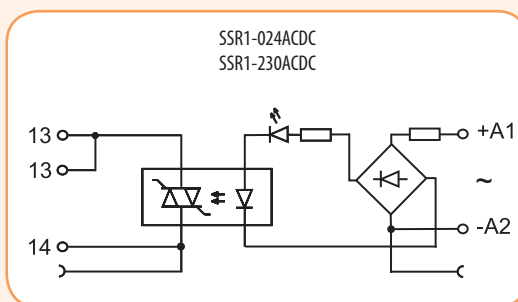 SSR1-024ACDC
SSR1-230ACDC
13
+A1
13
~
14
-A2